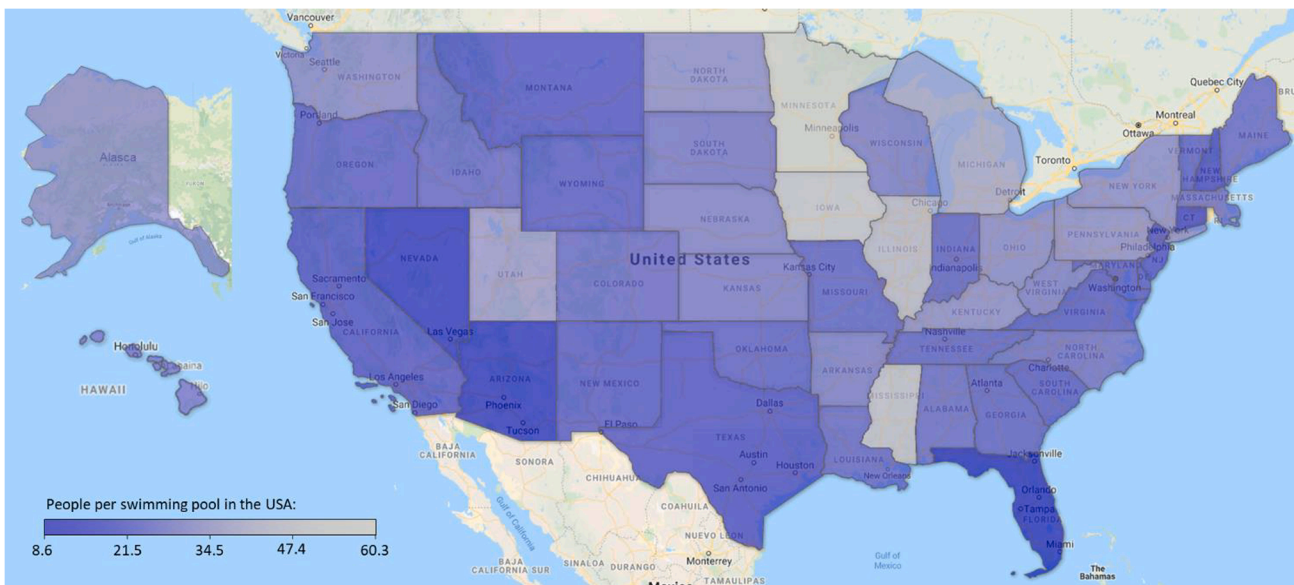 Vancouver
Victoria
Seattle
WASHINGTON
Portland
OREGON
IDAHO
MONTANA
NORTH
DAKOTA
SOUTH
DAKOTA
MINNESOTA
Minneapolis
WISCONSIN
MICHIGAN
Quebec City
Montreal
Ottawa
Toronto
MAINE
VERMONT
NEW
HAMPSHIRE
MASSACHUSETTS
CT
RI
NEW YORK
New York
Detroit
Chicago
WYOMING
NEBRASKA
IOWA
ILLINOIS
INDIANA
Indianapolis
OHIO
PENNSYLVANIA
Philadelphia
NJ
MARYLAND
DE
Washington
WEST
VIRGINIA
VIRGINIA
NEVADA
UTAH
COLORADO
United States
KANSAS
Kansas City
MISSOURI
KENTUCKY
Nashville
TENNESSEE
NORTH
CAROLINA
Charlotte
SOUTH
CAROLINA
Sacramento
San Francisco
San Jose
CALIFORNIA
Las Vegas
Los Angeles
San Diego
ARIZONA
Phoenix
Tucson
NEW MEXICO
El Paso
OKLAHOMA
ARKANSAS
MISSISSIPPI
ALABAMA
Atlanta
GEORGIA
Dallas
TEXAS
Austin
Houston
San Antonio
LOUISIANA
New Orleans
Jacksonville
Orlando
Tampa
FLORIDA
Miami
Alasca
YUKON
Gulf of Alaska
Honolulu
HAWAII
Hilo
BAJA
CALIFORNIA
SONORA
CHIHUAHUA
COAHUILA
NUEVO LEON
Monterrey
Gulf of California
BAJA
CALIFORNIA SUR
SINALOA
DURANGO
TAMAULIPAS
Mexico
Gulf of
Mexico
The
Bahamas
People per swimming pool in the USA:
8.6 21.5 34.5 47.4 60.3